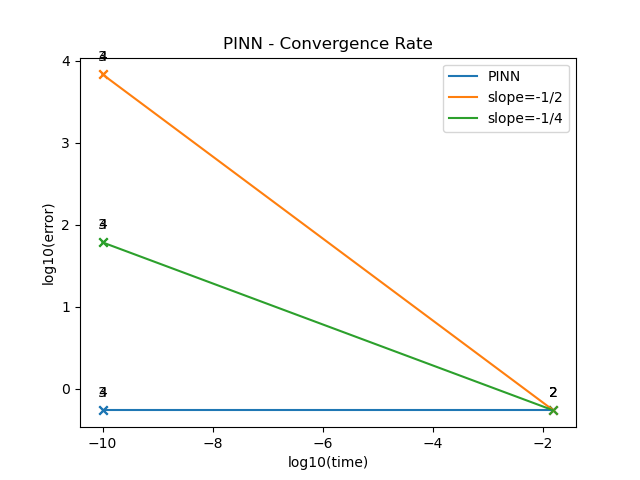 PINN - Convergence Rate
4
3
2
1
0
log10(error)
PINN
slope=-1/2
slope=-1/4
2
−10
−8
−6
−4
−2
log10(time)